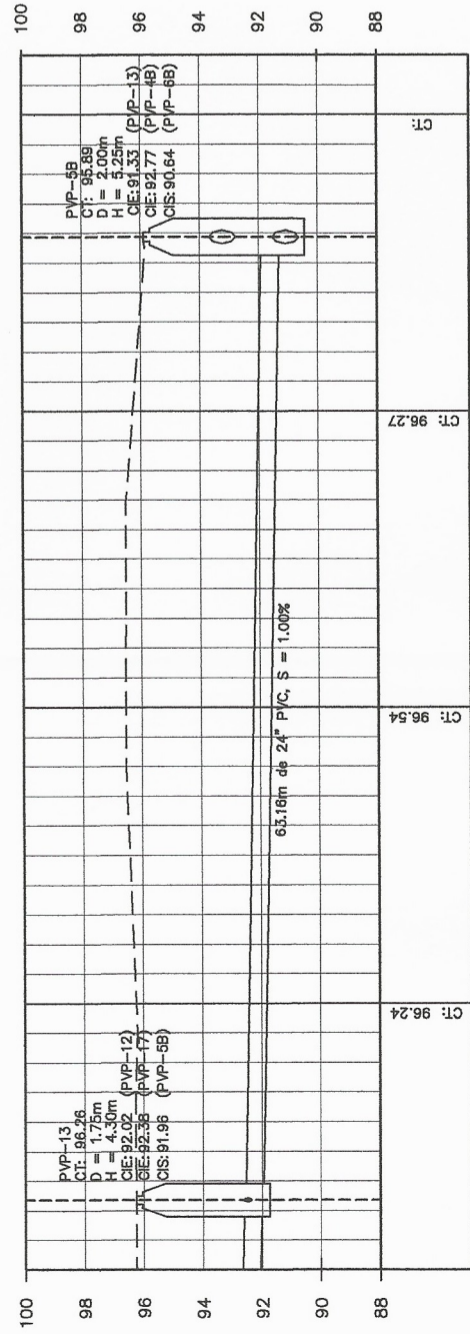 100
98
96
94
92
90
88
PVP-13
CT: 96.26
D = 1.75m
H = 4.30m
CIE: 92.02 (PVP-12)
CIE: 92.38 (PVP-17)
CIS: 91.96 (PVP-5B)
63.16m de 24" PVC, S = 1.00%
PVP-5B
CT: 95.89
D = 2.00m
H = 5.25m
CIE: 91.33 (PVP-13)
CIE: 92.77 (PVP-4B)
CIS: 90.64 (PVP-6B)
100
98
96
94
92
90
88
CT: 96.24
CT: 96.54
CT: 96.27
CT: